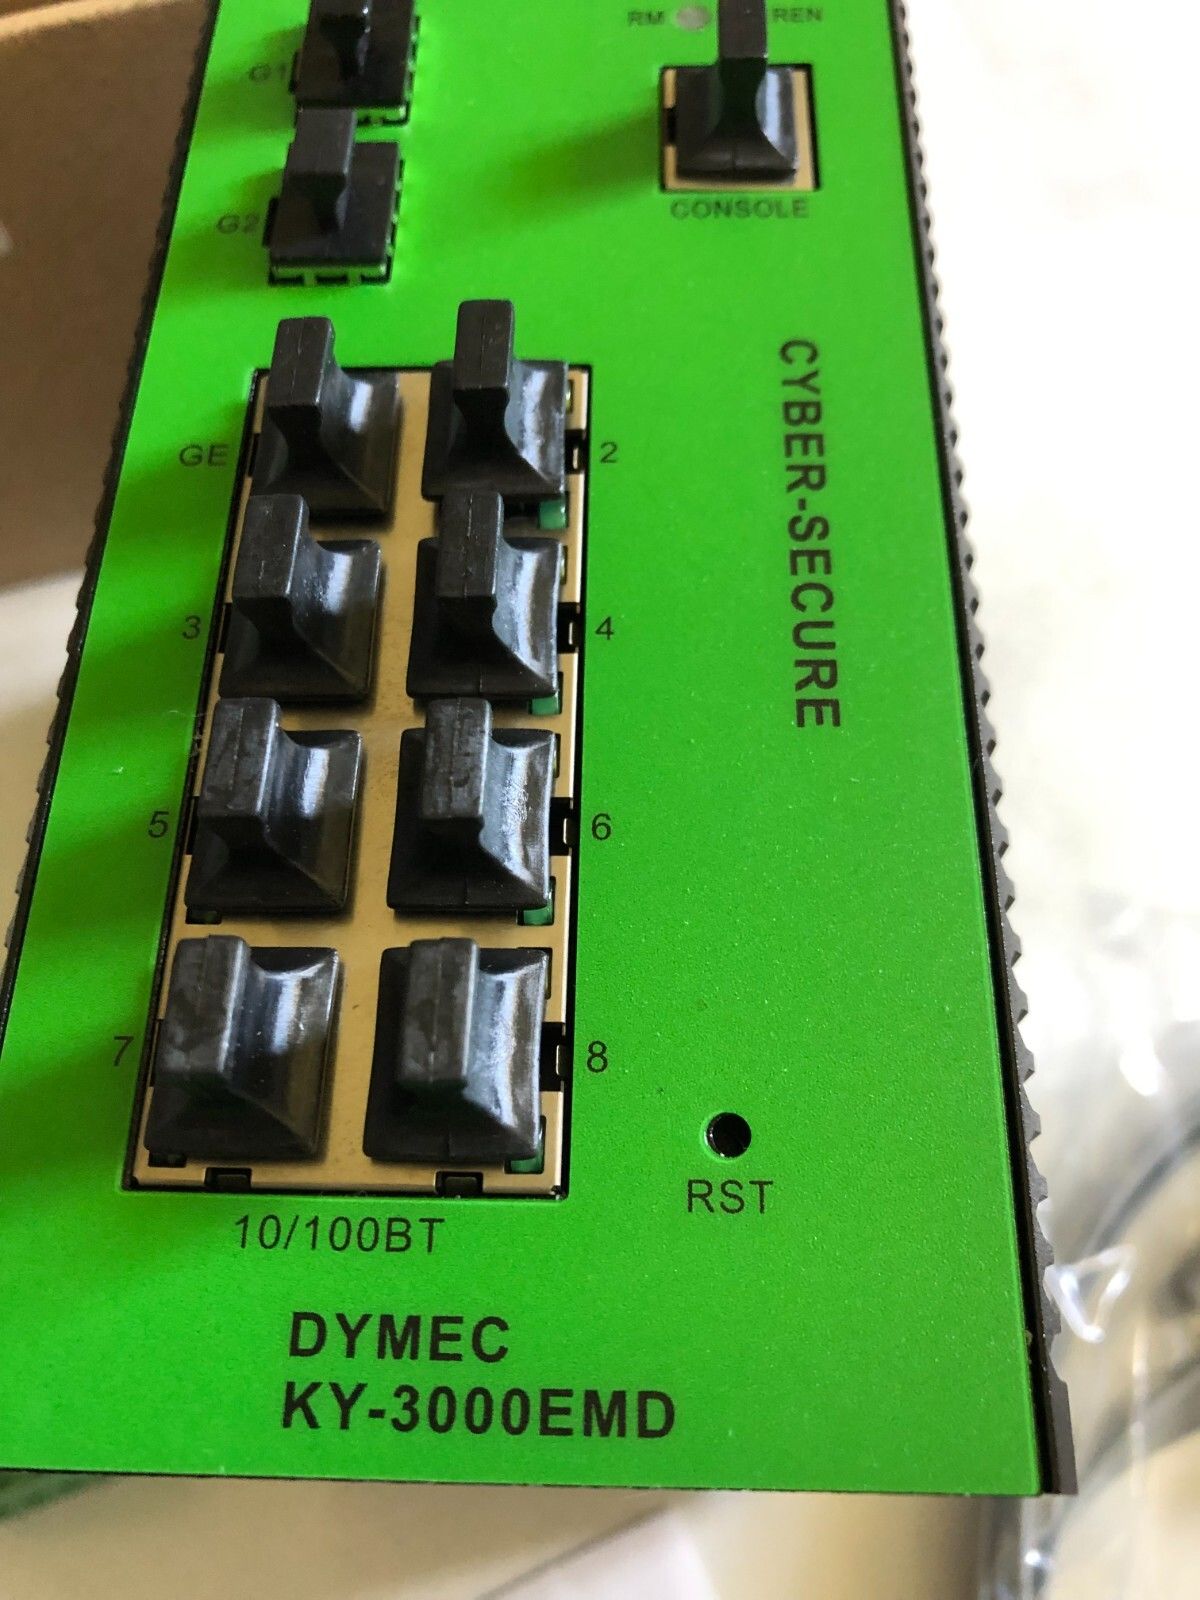 RM REN
G1
G2
CONSOLE
CYBER-SECURE
GE 2
3 4
5 6
7 8
RST
10/100BT
DYMEC
KY-3000EMD